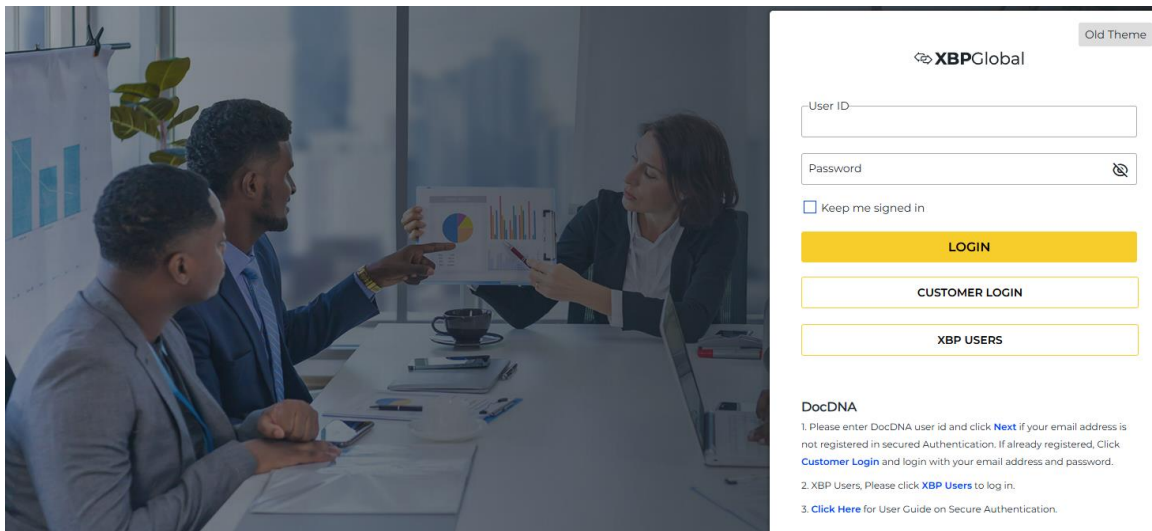 Old Theme
XBPGlobal
User ID
Password
Keep me signed in
LOGIN
CUSTOMER LOGIN
XBP USERS
DocDNA
1. Please enter DocDNA user id and click Next if your email address is
not registered in secured Authentication. If already registered, Click
Customer Login and login with your email address and password.
2. XBP Users, Please click XBP Users to log in.
3. Click Here for User Guide on Secure Authentication.